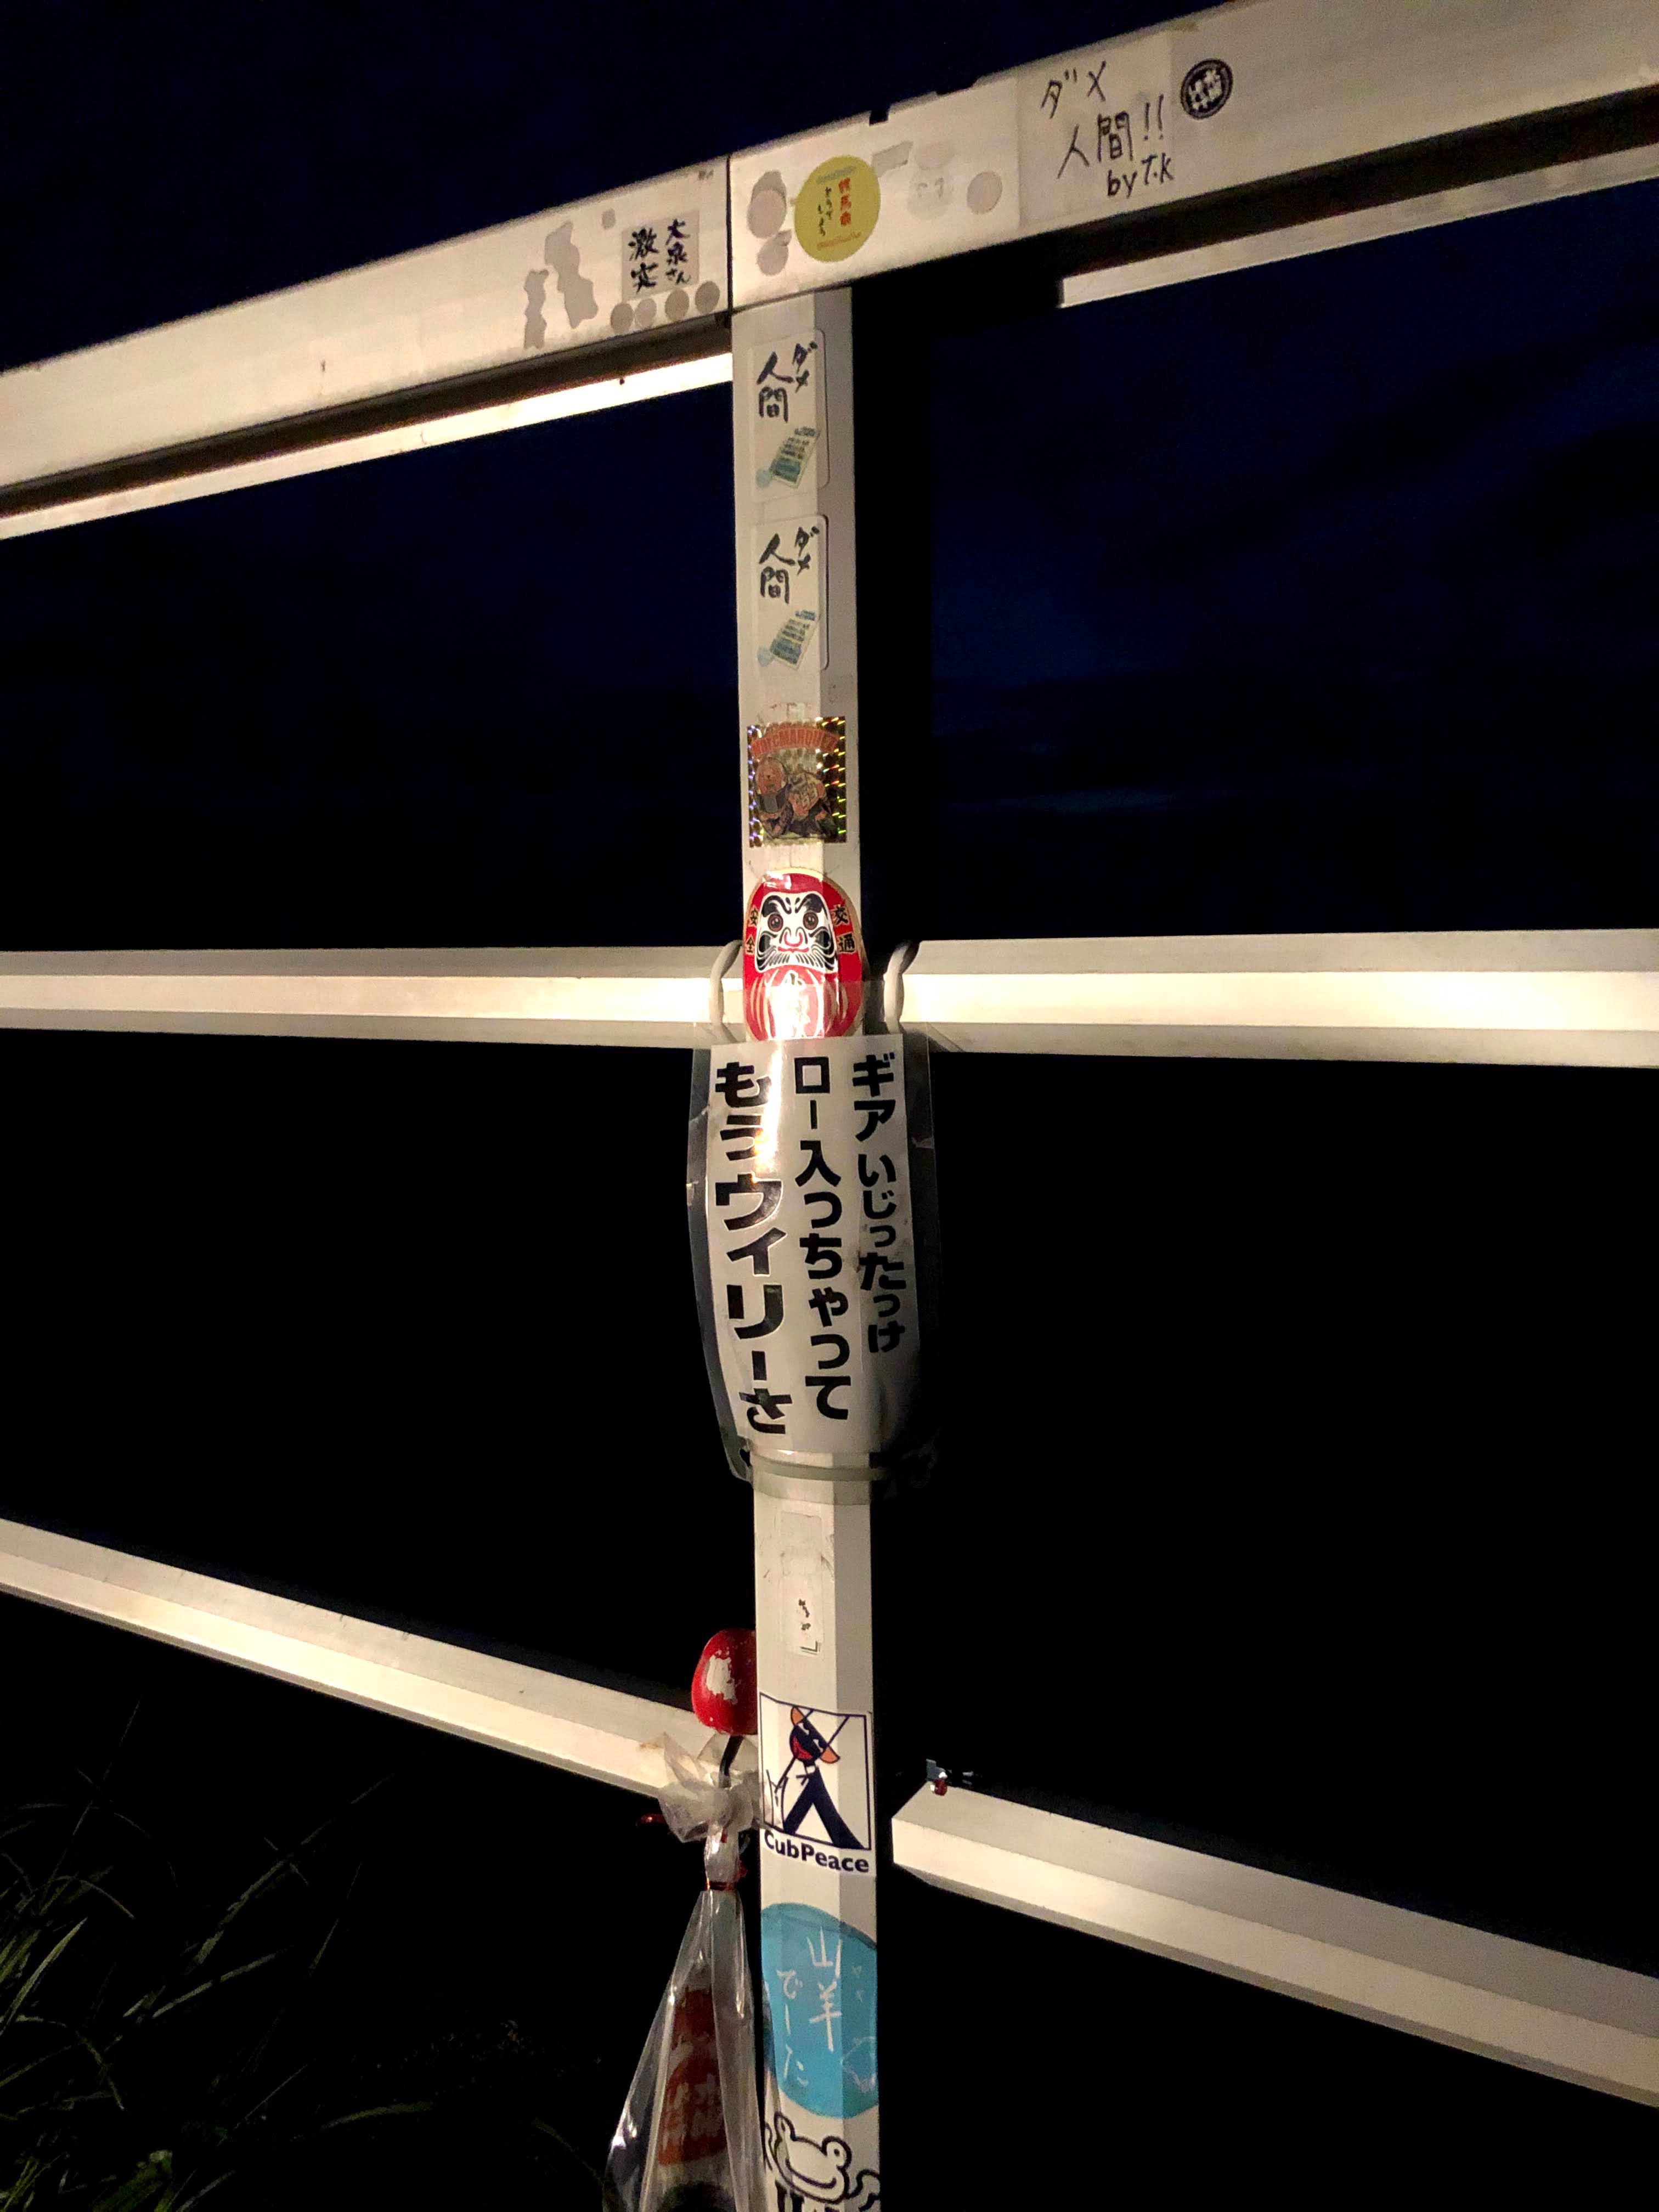 ダメ
人間!!
by T.K
大泉さん
激突
ダメ
人間
ダメ
人間
交通
安全
ギアいじったっけ
ロー入っちゃって
もうウィリーさ
CubPeace
山羊
でーた